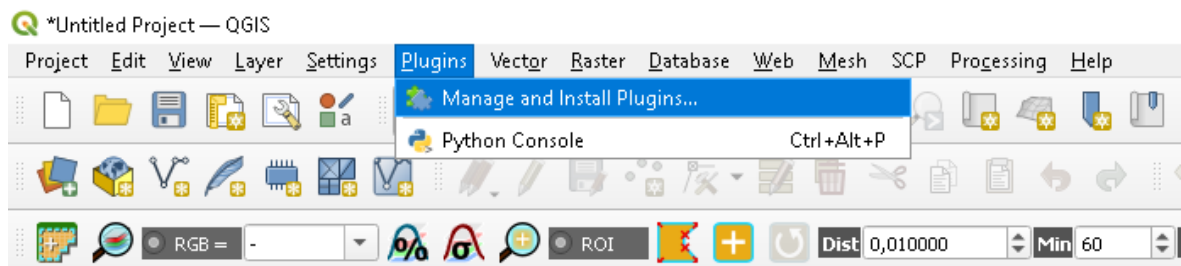 *Untitled Project — QGIS
Project Edit View Layer Settings Plugins Vector Raster Database Web Mesh SCP Processing Help
a Manage and Install Plugins...
Python Console Ctrl+Alt+P
RGB = - % σ ROI Dist 0,010000 Min 60